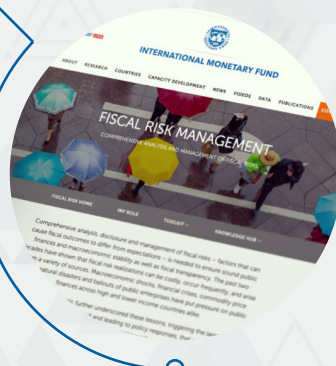 INTERNATIONAL MONETARY FUND
ABOUT RESEARCH COUNTRIES CAPACITY DEVELOPMENT NEWS VIDEOS DATA PUBLICATIONS
FISCAL RISK MANAGEMENT
COMPREHENSIVE ANALYSIS AND MANAGEMENT OF FISCAL
FISCAL RISK HOME IMF ROLE TOOLKIT KNOWLEDGE HUB
Comprehensive analysis, disclosure and management of fiscal risks – factors that can
cause fiscal outcomes to differ from expectations – is needed to ensure sound public
finances and macroeconomic stability as well as fiscal transparency. The past two
have shown that fiscal risk realizations can be costly, occur frequently, and arise
a variety of sources. Macroeconomic shocks, financial crises, commodity price
natural disasters and bailouts of public enterprises have put pressure on public
finances across high and lower income countries alike.
further underscored these lessons, triggering the
and leading to policy responses,